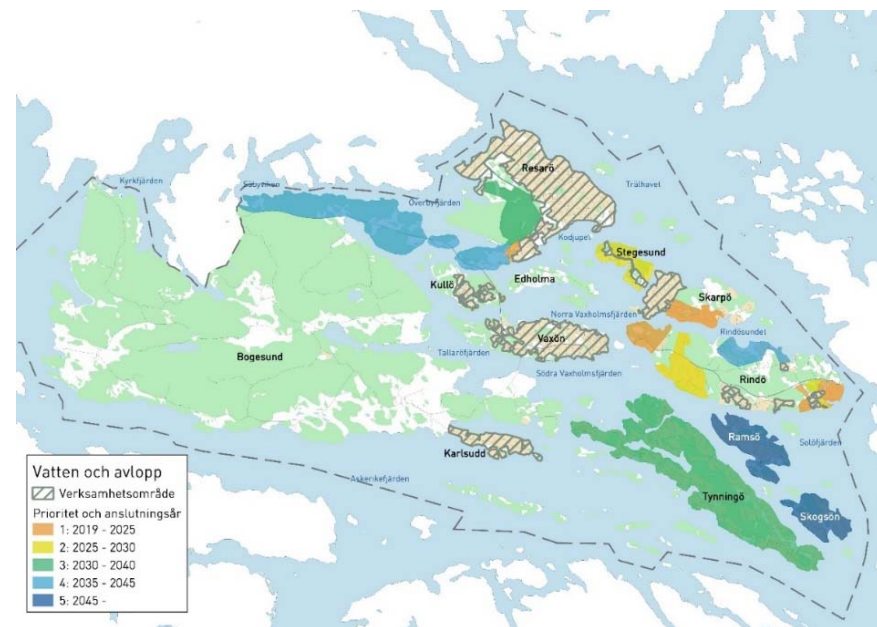 Resarö
Kyrkfjärden
Säbyviken
Överbyfjärden
Trälhavet
Kodjupet
Stegesund
Kullö
Edholma
Skarpö
Norra Vaxholmsfjärden
Rindösundet
Vaxön
Bogesund
Tallaröfjärden
Södra Vaxholmsfjärden
Rindö
Ramsö
Solöfjärden
Karlsudd
Askrikefjärden
Tynningö
Skogsön
Vatten och avlopp
Verksamhetsområde
Prioritet och anslutningsår
1: 2019 - 2025
2: 2025 - 2030
3: 2030 - 2040
4: 2035 - 2045
5: 2045 -